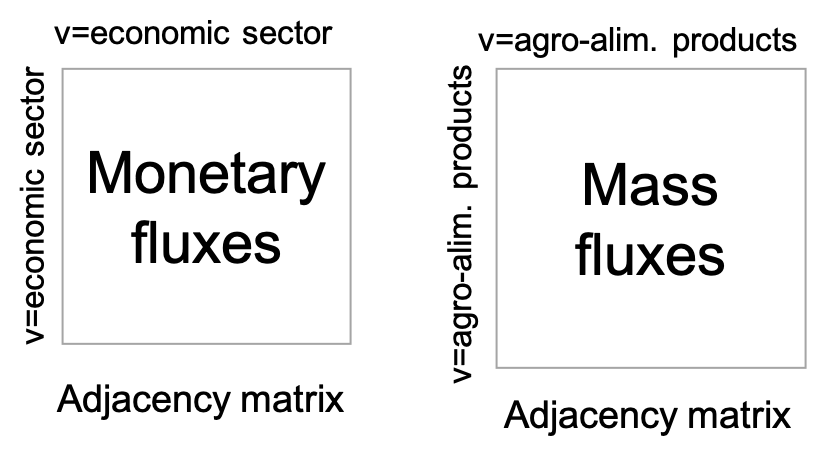 v=economic sector
v=economic sector
Monetary
fluxes
Adjacency matrix
v=agro-alim. products
v=agro-alim. products
Mass
fluxes
Adjacency matrix